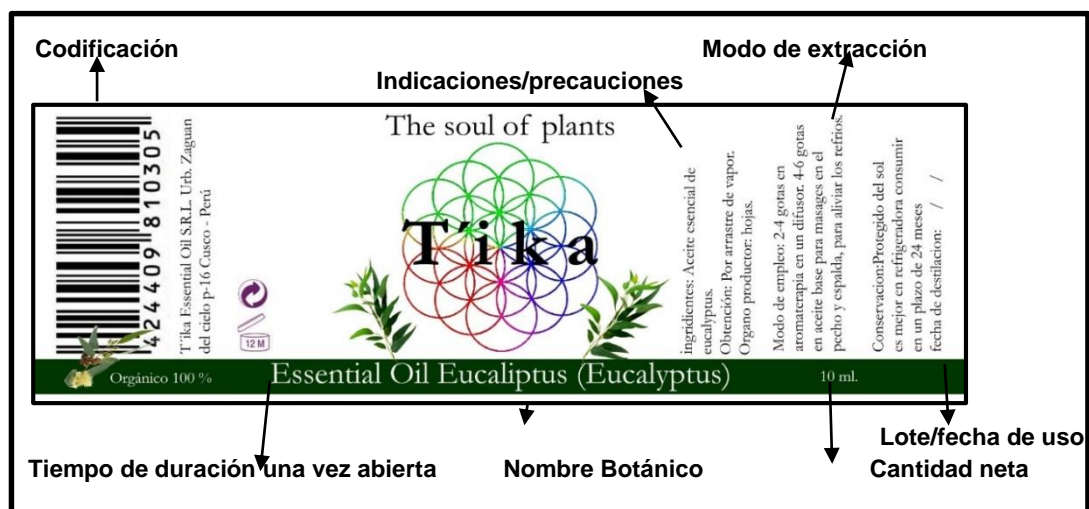 Codificación
Modo de extracción
Indicaciones/precauciones
The soul of plants
T´ika
4244409810305
T´ika Essential Oil S.R.L. Urb. Zaguan
del cielo p-16 Cusco - Perú
12 M
ingridientes: Aceite esencial de
eucalyptus.
Obtención: Por arrastre de vapor.
Organo productor: hojas.
Modo de empleo: 2-4 gotas en
aromaterapia en un difusor. 4-6 gotas
en aceite base para masages en el
pecho y espalda, para aliviar los refríos.
Conservacion:Protegido del sol
es mejor en refrigeradora consumir
en un plazo de 24 meses
fecha de destilacion: / /
Orgánico 100 %
Essential Oil Eucaliptus (Eucalyptus)
10 ml.
Lote/fecha de uso
Tiempo de duración una vez abierta
Nombre Botánico
Cantidad neta